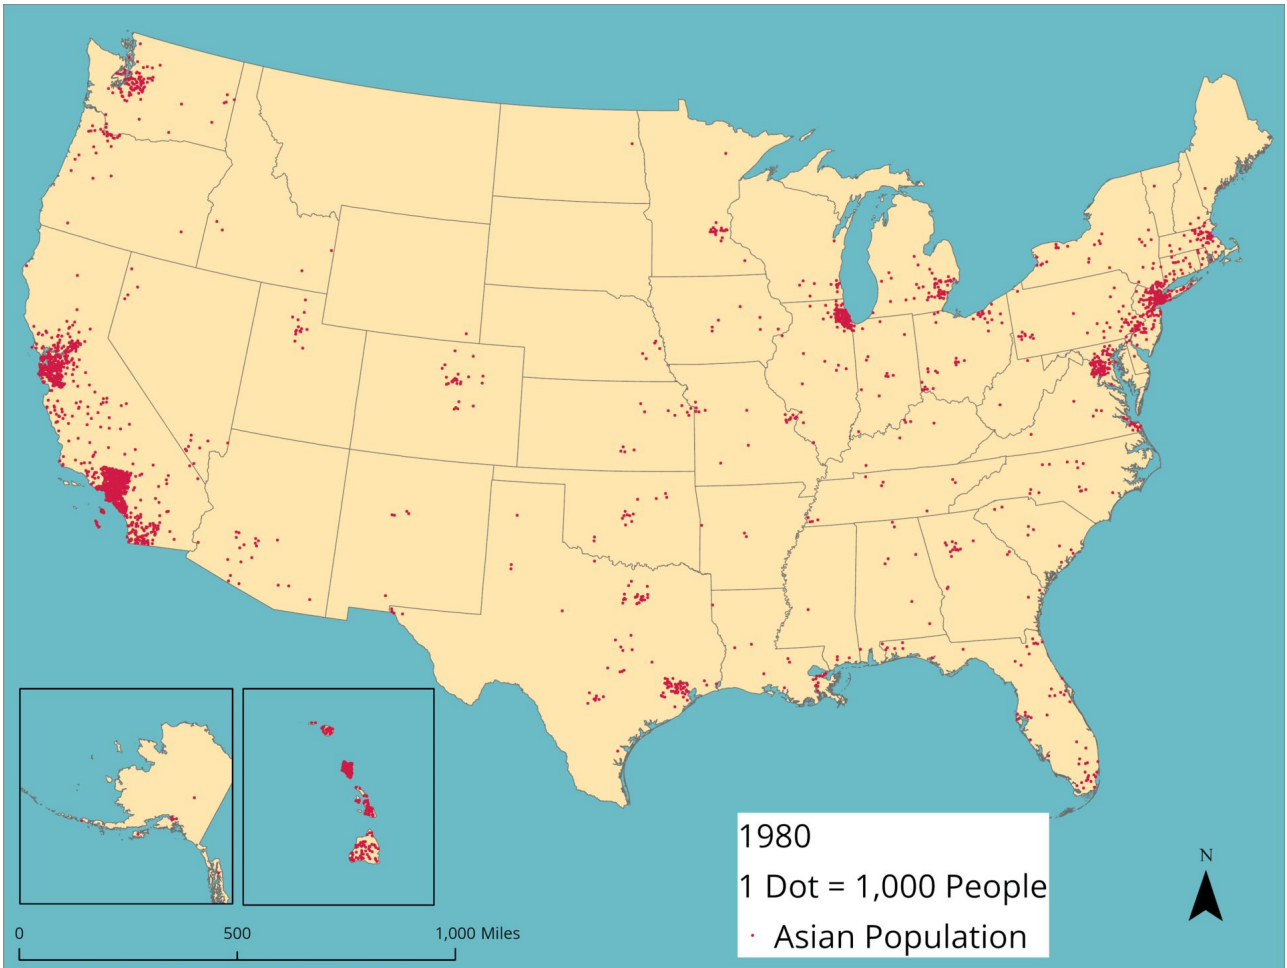 1980
1 Dot = 1,000 People
Asian Population
N
0 500 1,000 Miles